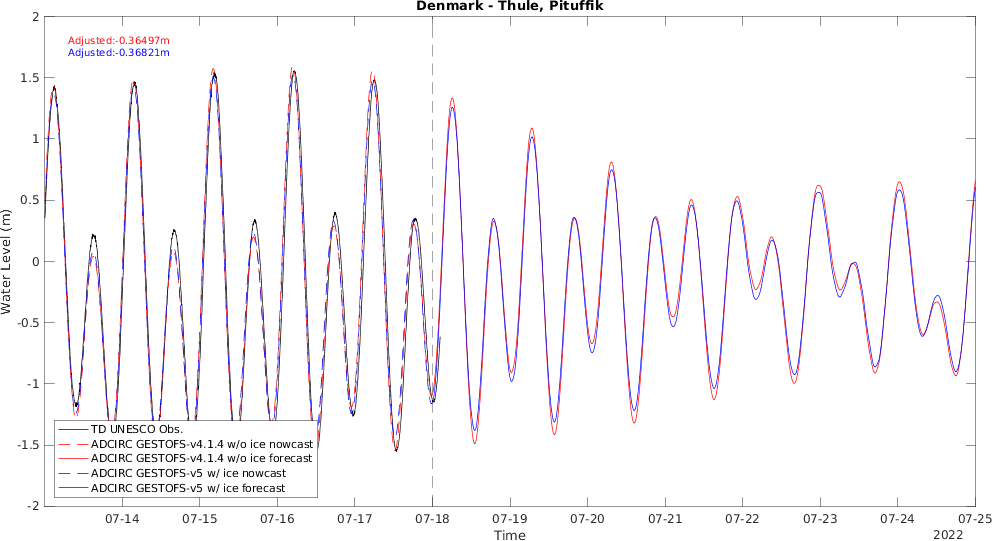 Denmark - Thule, Pituffik
Adjusted:-0.36497m
Adjusted:-0.36821m
Water Level (m)
2
1.5
1
0.5
0
-0.5
-1
-1.5
-2
TD UNESCO Obs.
ADCIRC GESTOFS-v4.1.4 w/o ice nowcast
ADCIRC GESTOFS-v4.1.4 w/o ice forecast
ADCIRC GESTOFS-v5 w/ ice nowcast
ADCIRC GESTOFS-v5 w/ ice forecast
07-14 07-15 07-16 07-17 07-18 07-19 07-20 07-21 07-22 07-23 07-24 07-25
Time
2022